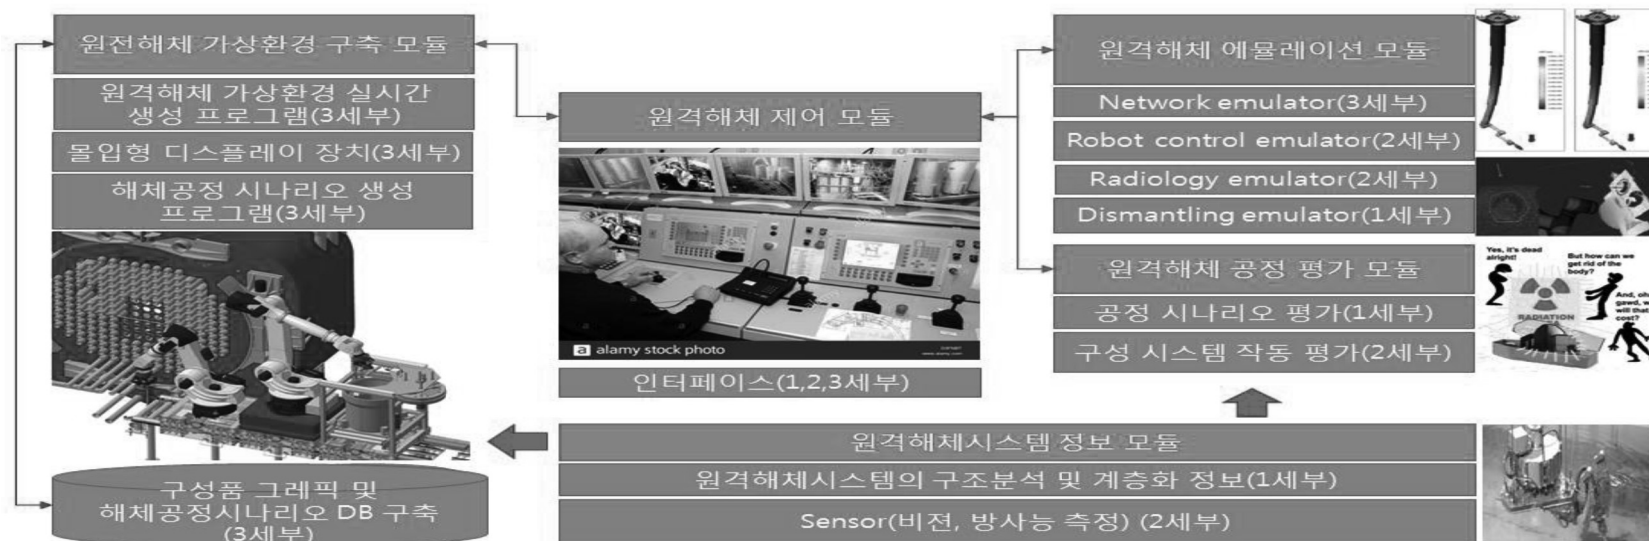 원전해체 가상환경 구축 모듈
원격해체 가상환경 실시간
생성 프로그램(3세부)
몰입형 디스플레이 장치(3세부)
해체공정 시나리오 생성
프로그램(3세부)
구성품 그래픽 및
해체공정시나리오 DB 구축
(3세부)
원격해체 제어 모듈
a alamy stock photo
www.alamy.com
인터페이스(1,2,3세부)
원격해체 에뮬레이션 모듈
Network emulator(3세부)
Robot control emulator(2세부)
Radiology emulator(2세부)
Dismantling emulator(1세부)
원격해체 공정 평가 모듈
공정 시나리오 평가(1세부)
구성 시스템 작동 평가(2세부)
Yes, it's dead
alright!
But how can we
get rid of the
body?
And, oh
gawd, w
will that
cost?
RADIATION
원격해체시스템 정보 모듈
원격해체시스템의 구조분석 및 계층화 정보(1세부)
Sensor(비젼, 방사능 측정) (2세부)